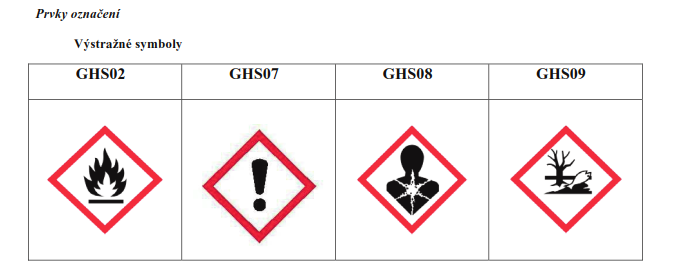 Prvky označení
Výstražné symboly
GHS02 GHS07 GHS08 GHS09